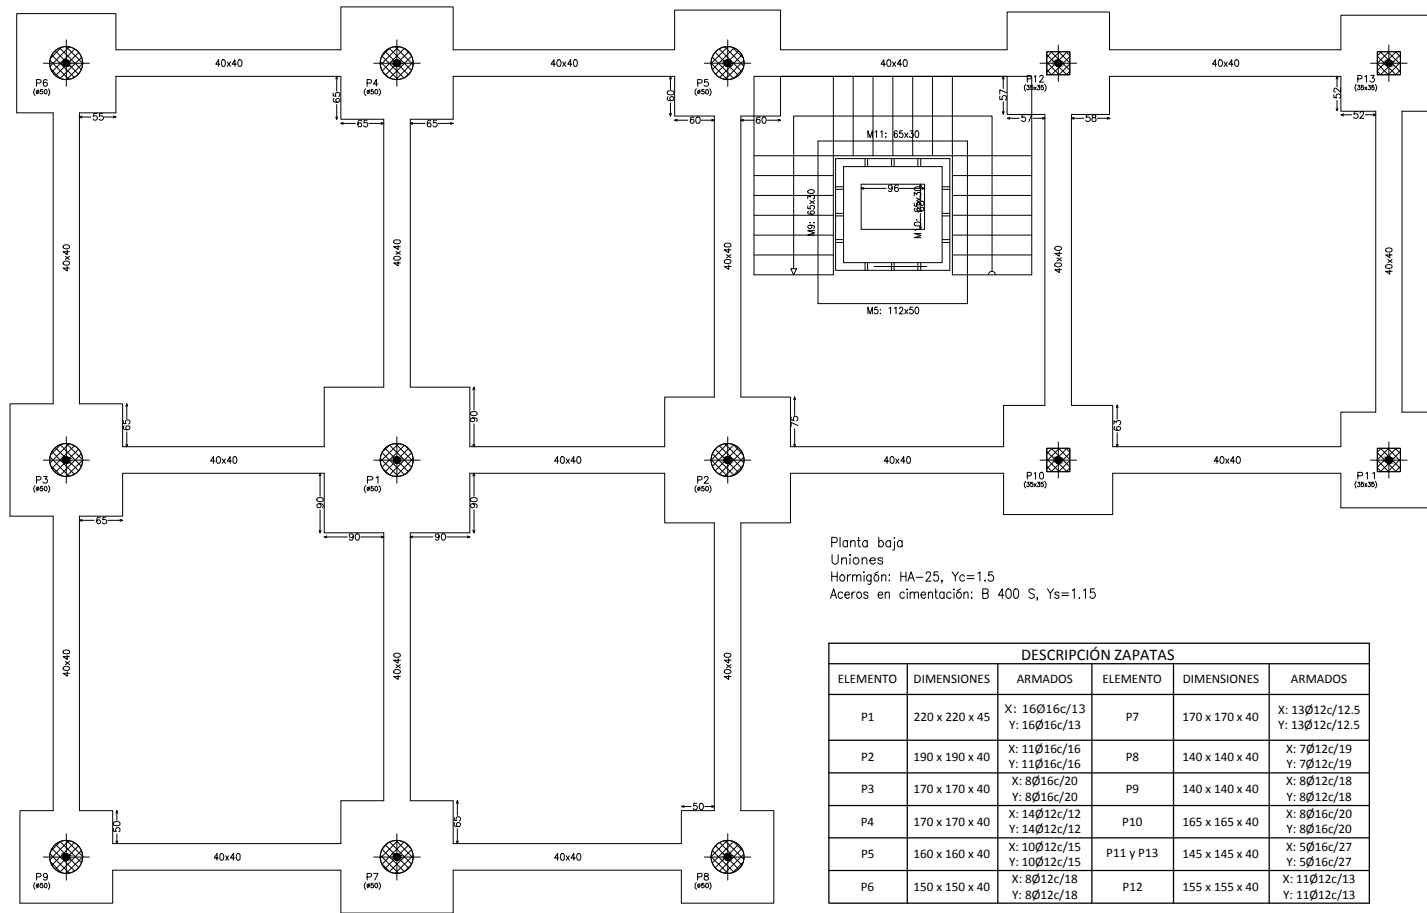 40x40
40x40
40x40
40x40
P6
(ø50)
P4
(ø50)
P5
(ø50)
P12
(35x35)
P13
(35x35)
55
65
65
65
60
60
60
57
57
58
52
52
M11: 65x30
96
M9: 65x30
M10: 65x30
M5: 112x50
40x40
40x40
40x40
40x40
40x40
65
90
75
63
40x40
40x40
40x40
40x40
P3
(ø50)
P1
(ø50)
P2
(ø50)
P10
(35x35)
P11
(35x35)
65
90
90
90
90
Planta baja
Uniones
Hormigón: HA-25, Yc=1.5
Aceros en cimentación: B 400 S, Ys=1.15
40x40
40x40
40x40
50
65
50
40x40
40x40
P9
(ø50)
P7
(ø50)
P8
(ø50)
DESCRIPCIÓN ZAPATAS
ELEMENTO DIMENSIONES ARMADOS ELEMENTO DIMENSIONES ARMADOS
P1 220 x 220 x 45 X: 16Ø16c/13 P7 170 x 170 x 40 X: 13Ø12c/12.5
Y: 16Ø16c/13 Y: 13Ø12c/12.5
P2 190 x 190 x 40 X: 11Ø16c/16 P8 140 x 140 x 40 X: 7Ø12c/19
Y: 11Ø16c/16 Y: 7Ø12c/19
P3 170 x 170 x 40 X: 8Ø16c/20 P9 140 x 140 x 40 X: 8Ø12c/18
Y: 8Ø16c/20 Y: 8Ø12c/18
P4 170 x 170 x 40 X: 14Ø12c/12 P10 165 x 165 x 40 X: 8Ø16c/20
Y: 14Ø12c/12 Y: 8Ø16c/20
P5 160 x 160 x 40 X: 10Ø12c/15 P11 y P13 145 x 145 x 40 X: 5Ø16c/27
Y: 10Ø12c/15 Y: 5Ø16c/27
P6 150 x 150 x 40 X: 8Ø12c/18 P12 155 x 155 x 40 X: 11Ø12c/13
Y: 8Ø12c/18 Y: 11Ø12c/13